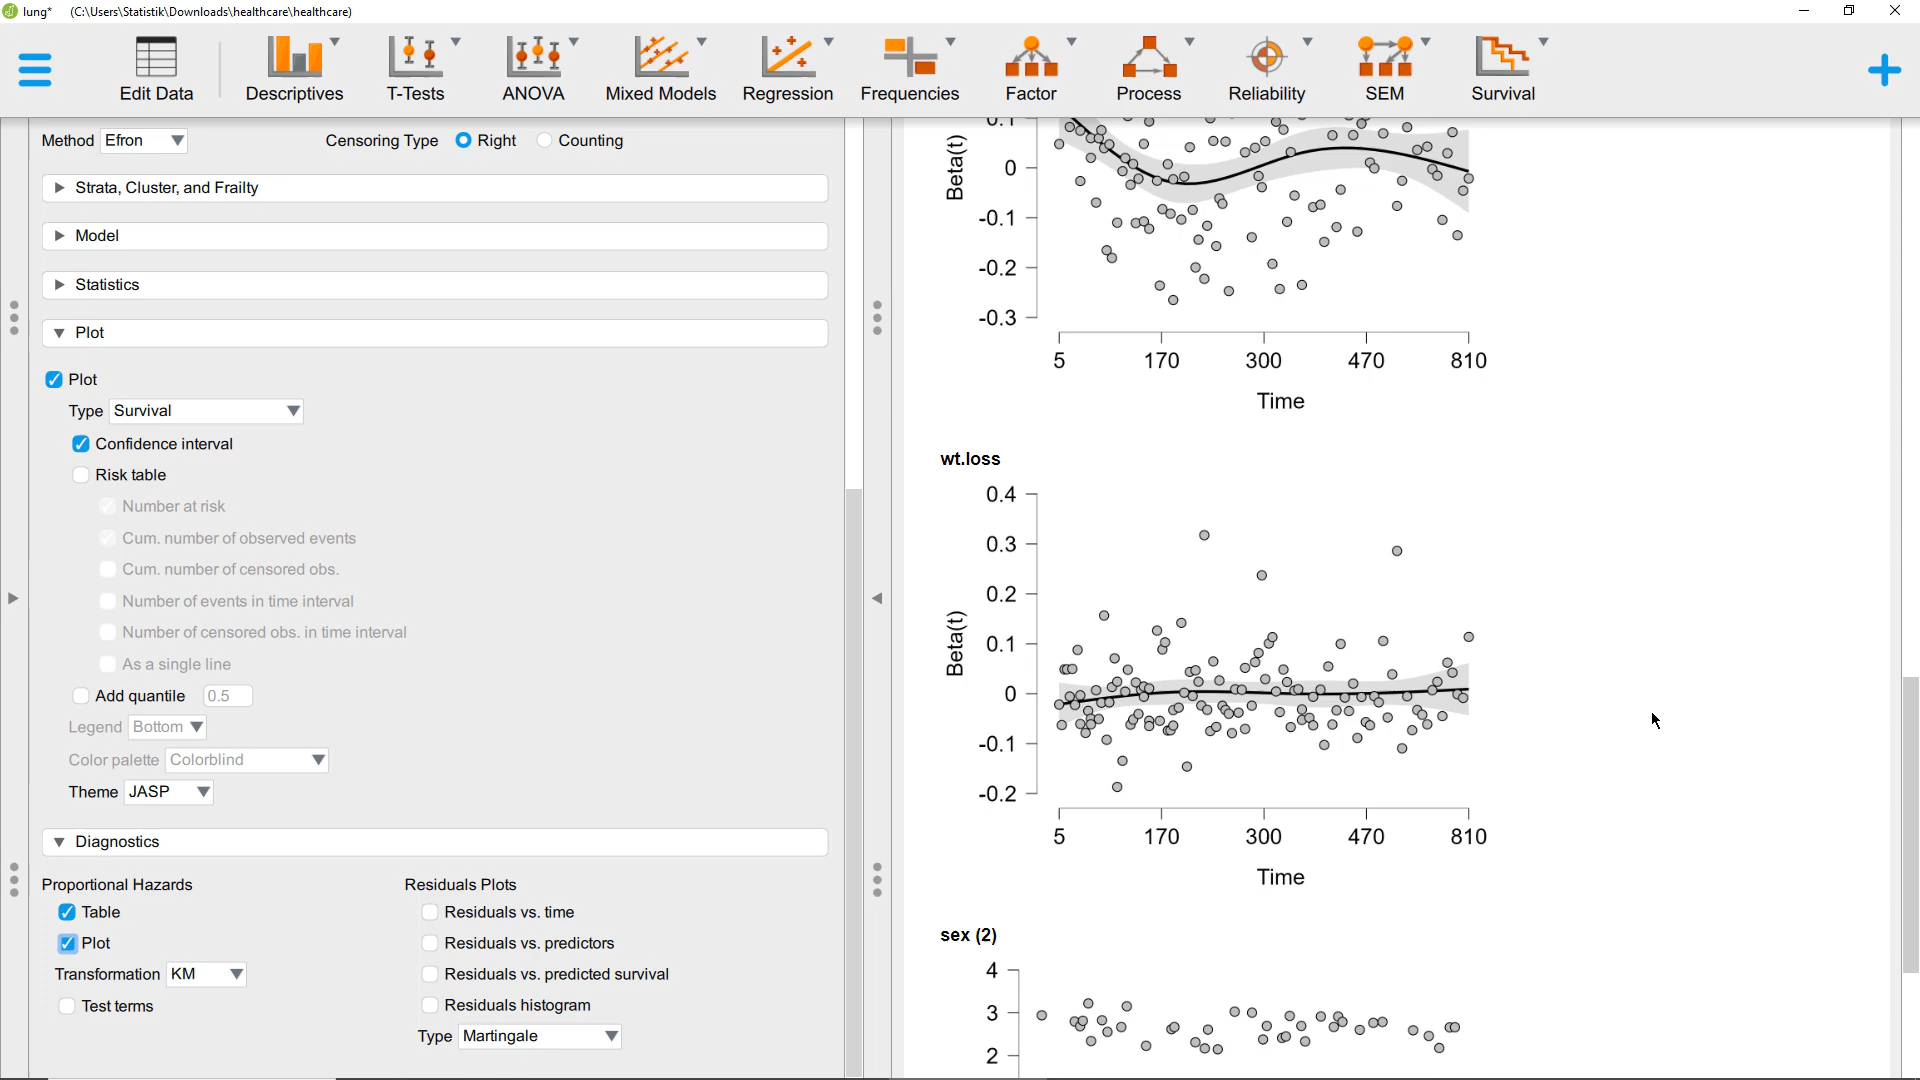 lung* (C:\Users\Statistik\Downloads\healthcare\healthcare)
Edit Data
Descriptives
T-Tests
ANOVA
Mixed Models
Regression
Frequencies
Factor
Process
Reliability
SEM
Survival
Method Efron
Censoring Type Right Counting
Strata, Cluster, and Frailty
Model
Statistics
Plot
Plot
Type Survival
Confidence interval
Risk table
Number at risk
Cum. number of observed events
Cum. number of censored obs.
Number of events in time interval
Number of censored obs. in time interval
As a single line
Add quantile 0.5
Legend Bottom
Color palette Colorblind
Theme JASP
Diagnostics
Proportional Hazards
Table
Plot
Transformation KM
Test terms
Residuals Plots
Residuals vs. time
Residuals vs. predictors
Residuals vs. predicted survival
Residuals histogram
Type Martingale
Beta(t)
0.1
0
-0.1
-0.2
-0.3
5 170 300 470 810
Time
wt.loss
Beta(t)
0.4
0.3
0.2
0.1
0
-0.1
-0.2
5 170 300 470 810
Time
sex (2)
4
3
2